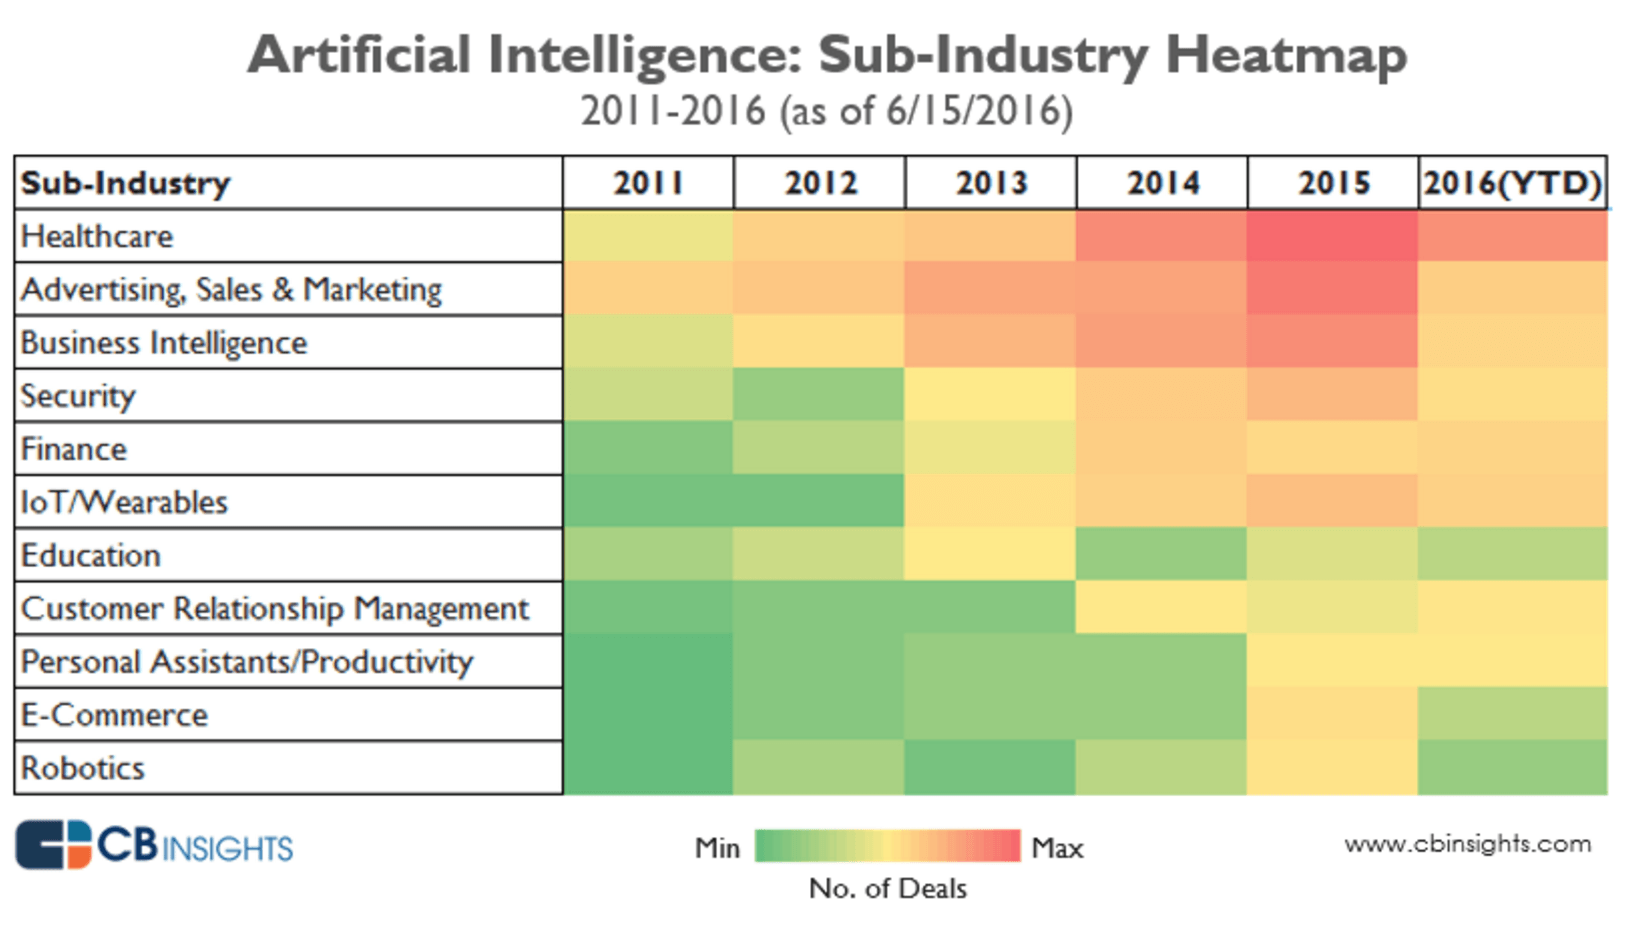 Artificial Intelligence: Sub-Industry Heatmap
2011-2016 (as of 6/15/2016)
Sub-Industry 2011 2012 2013 2014 2015 2016(YTD)
Healthcare
Advertising, Sales & Marketing
Business Intelligence
Security
Finance
IoT/Wearables
Education
Customer Relationship Management
Personal Assistants/Productivity
E-Commerce
Robotics
CB INSIGHTS
Min Max
No. of Deals
www.cbinsights.com